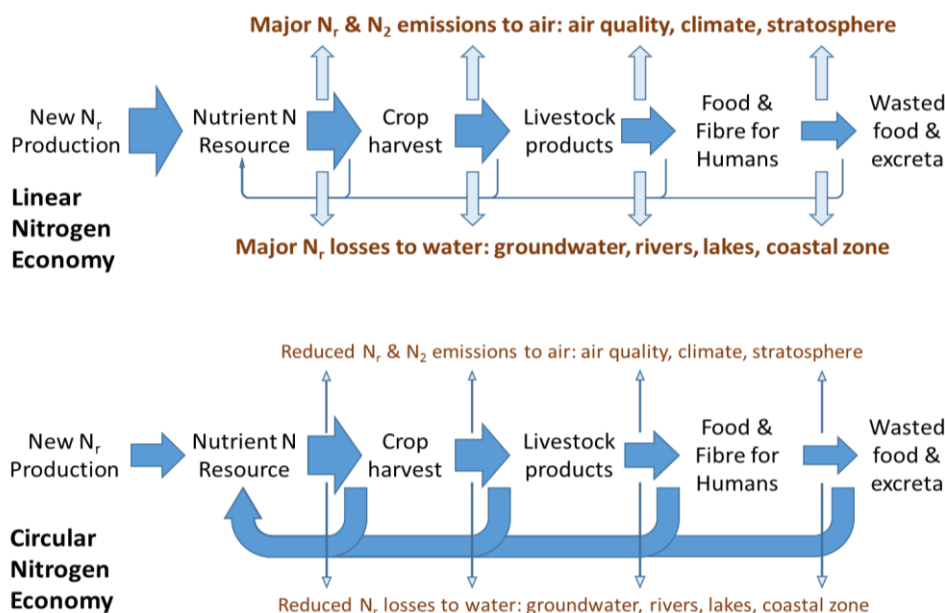 Major Nr & N2 emissions to air: air quality, climate, stratosphere
New Nr
Production
Nutrient N
Resource
Crop
harvest
Livestock
products
Food &
Fibre for
Humans
Wasted
food &
excreta
Linear
Nitrogen
Economy
Major Nr losses to water: groundwater, rivers, lakes, coastal zone
Reduced Nr & N2 emissions to air: air quality, climate, stratosphere
New Nr
Production
Nutrient N
Resource
Crop
harvest
Livestock
products
Food &
Fibre for
Humans
Wasted
food &
excreta
Circular
Nitrogen
Economy
Reduced Nr losses to water: groundwater, rivers, lakes, coastal zone